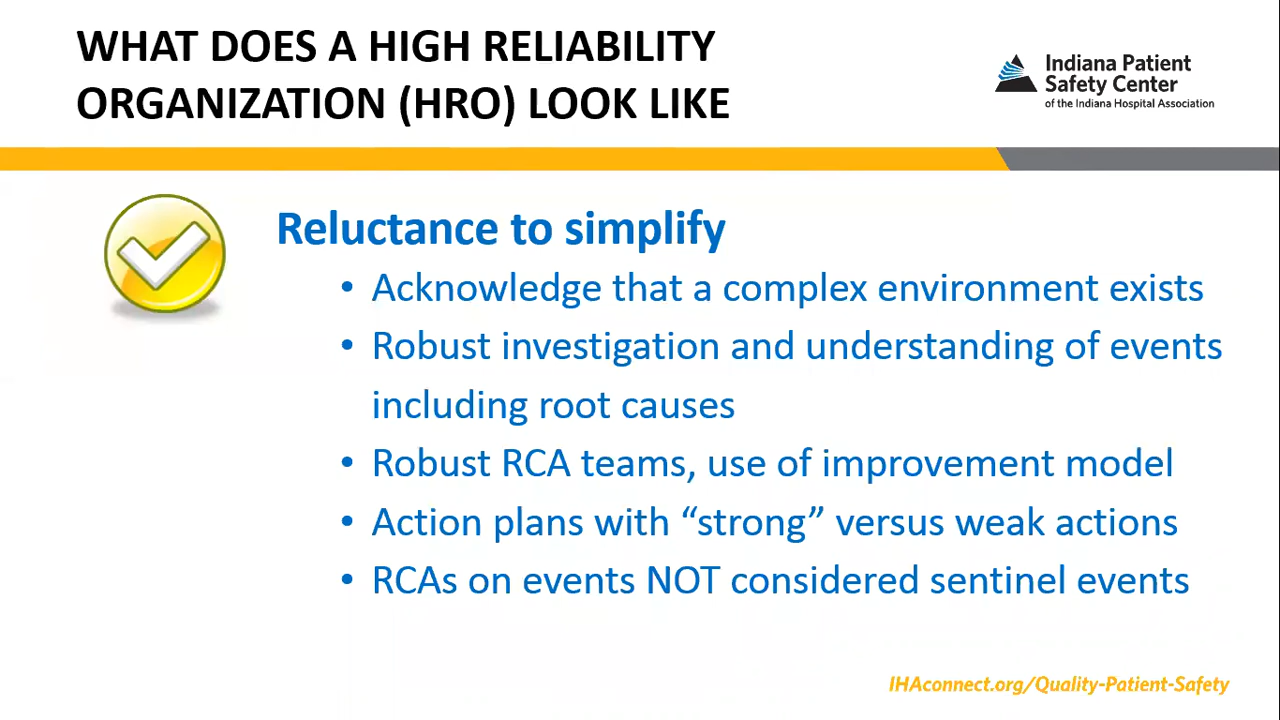 WHAT DOES A HIGH RELIABILITY
ORGANIZATION (HRO) LOOK LIKE
Indiana Patient
Safety Center
of the Indiana Hospital Association
Reluctance to simplify
• Acknowledge that a complex environment exists
• Robust investigation and understanding of events
including root causes
• Robust RCA teams, use of improvement model
• Action plans with “strong” versus weak actions
• RCAs on events NOT considered sentinel events
IHAconnect.org/Quality-Patient-Safety